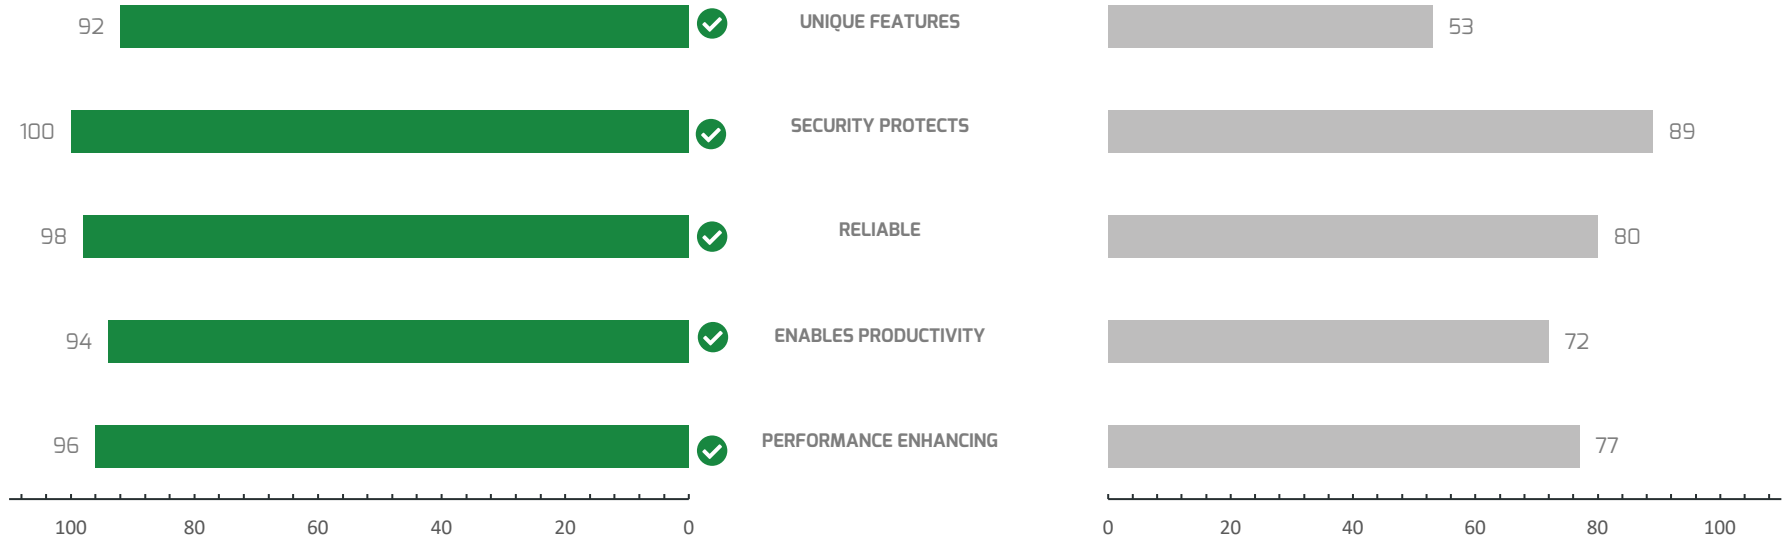 92 UNIQUE FEATURES 53
100 SECURITY PROTECTS 89
98 RELIABLE 80
94 ENABLES PRODUCTIVITY 72
96 PERFORMANCE ENHANCING 77
100 80 60 40 20 0 0 20 40 60 80 100